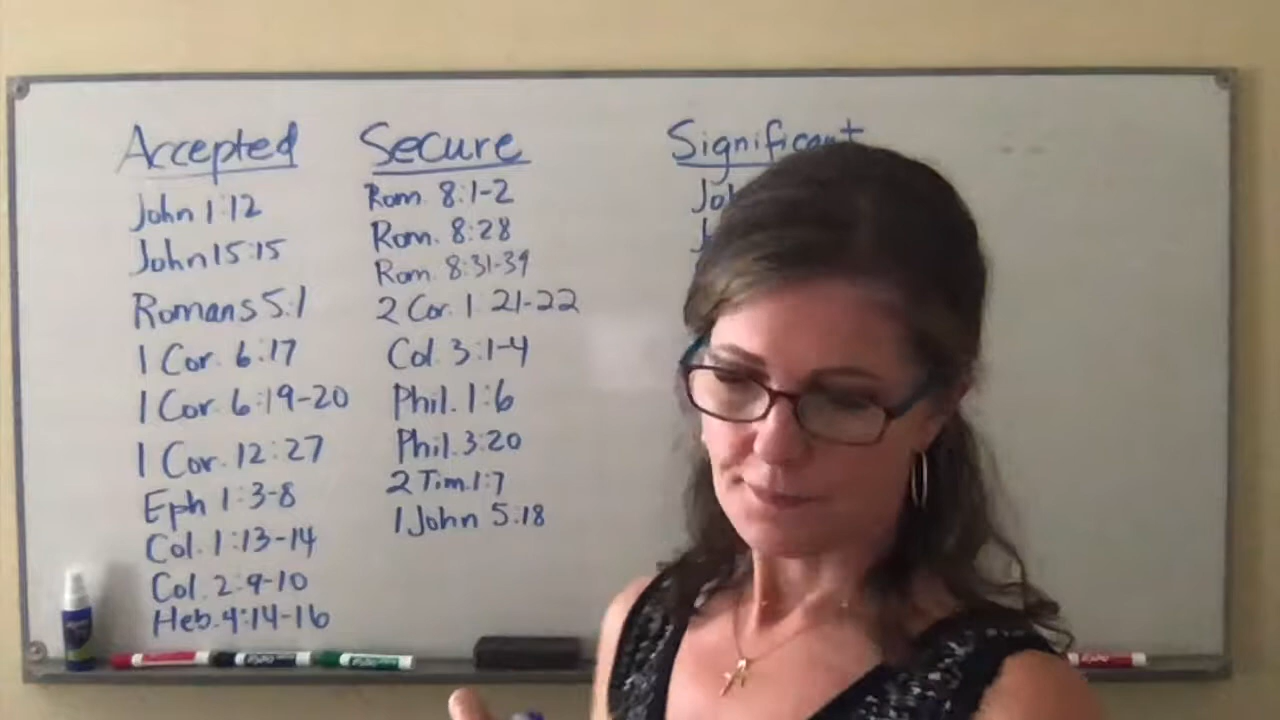 Accepted
John 1:12
John 15:15
Romans 5:1
1 Cor. 6:17
1 Cor. 6:19-20
1 Cor. 12:27
Eph 1:3-8
Col. 1:13-14
Col. 2:9-10
Heb. 4:14-16
Secure
Rom. 8:1-2
Rom. 8:28
Rom. 8:31-39
2 Cor. 1:21-22
Col. 3:1-4
Phil. 1:6
Phil. 3:20
2 Tim. 1:7
1 John 5:18
Significant